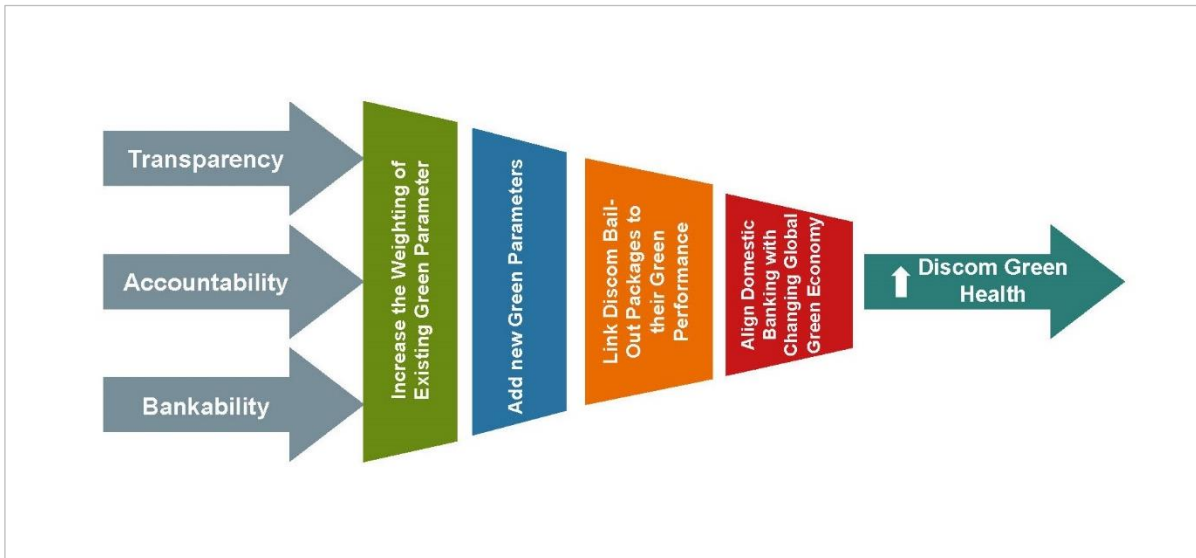 Transparency
Accountability
Bankability
Increase the Weighting of
Existing Green Parameter
Add new Green Parameters
Link Discom Bail-
Out Packages to
their Green
Performance
Align Domestic
Banking with
Changing Global
Green Economy
Discom Green
Health